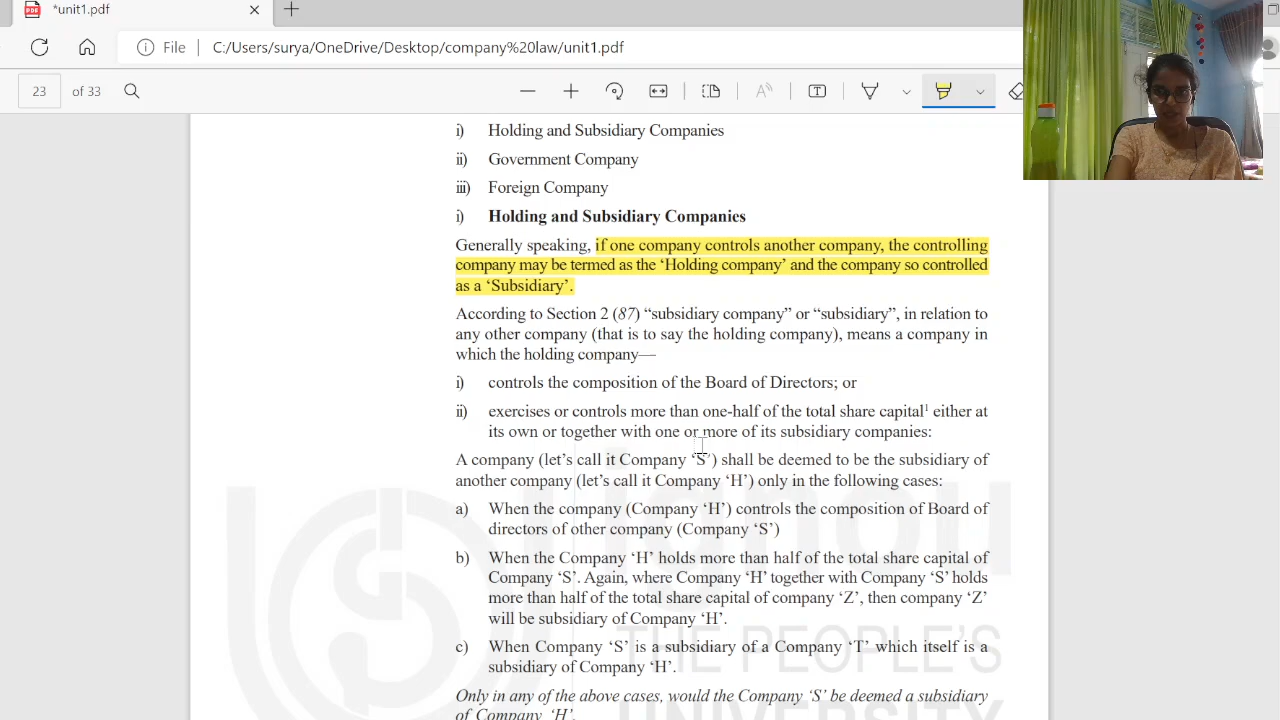 *unit1.pdf
File C:/Users/surya/OneDrive/Desktop/company%20law/unit1.pdf
23 of 33
i) Holding and Subsidiary Companies
ii) Government Company
iii) Foreign Company
i) Holding and Subsidiary Companies
Generally speaking, if one company controls another company, the controlling
company may be termed as the ‘Holding company’ and the company so controlled
as a ‘Subsidiary’.
According to Section 2 (87) “subsidiary company” or “subsidiary”, in relation to
any other company (that is to say the holding company), means a company in
which the holding company—
i) controls the composition of the Board of Directors; or
ii) exercises or controls more than one-half of the total share capital¹ either at
its own or together with one or more of its subsidiary companies:
A company (let’s call it Company ‘S’) shall be deemed to be the subsidiary of
another company (let’s call it Company ‘H’) only in the following cases:
a) When the company (Company ‘H’) controls the composition of Board of
directors of other company (Company ‘S’)
b) When the Company ‘H’ holds more than half of the total share capital of
Company ‘S’. Again, where Company ‘H’ together with Company ‘S’ holds
more than half of the total share capital of company ‘Z’, then company ‘Z’
will be subsidiary of Company ‘H’.
c) When Company ‘S’ is a subsidiary of a Company ‘T’ which itself is a
subsidiary of Company ‘H’.
Only in any of the above cases, would the Company ‘S’ be deemed a subsidiary
of Company ‘H’.
ignou
THE PEOPLE'S
UNIVERSITY